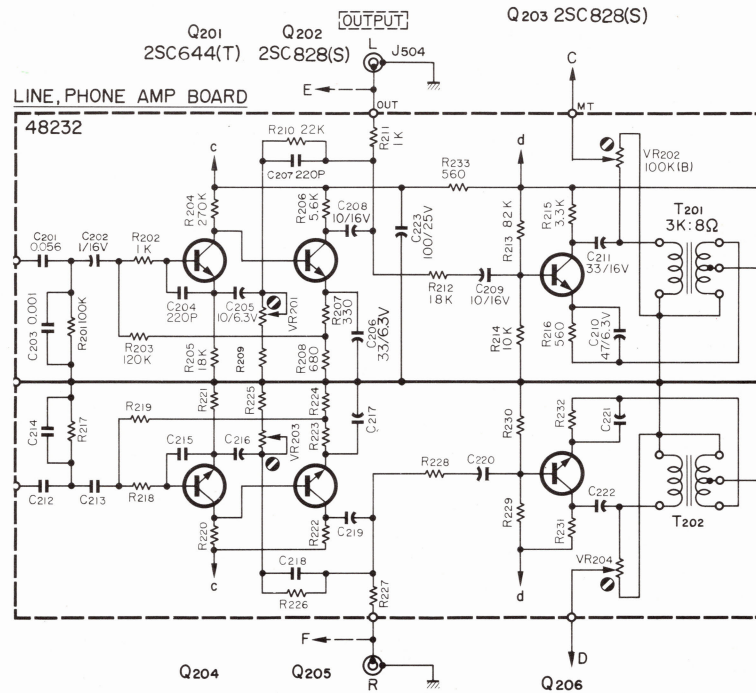 OUTPUT
Q203 2SC828(S)
Q201
2SC644(T)
Q202
2SC828(S)
L
J504
C
E
LINE, PHONE AMP BOARD
OUT
MT
48232
R210 22K
C207 220P
R211
1K
c
d
R233
560
VR202
100K(B)
R204
270K
R206
5.6K
C208
10/16V
C223
100/25V
R213 82K
R215
3.3K
T201
3K:8Ω
C201
0.056
C202
1/16V
R202
1K
C211
33/16V
R212
18K
C209
10/16V
C203 0.001
R201 100K
C204
220P
C205
10/6.3V
VR201
R207
330
C206
33/6.3V
R214
10K
R216
560
C210
47/6.3V
R203
120K
R205
18K
R209
R208
680
R221
R225
R224
C214
R217
R219
C215
C216
VR203
R223
C217
R230
R232
C221
R228
C220
C212
C213
R218
R229
C222
R220
R222
C219
R231
T202
c
C218
R226
R227
d
VR204
F
D
Q204
Q205
R
Q206